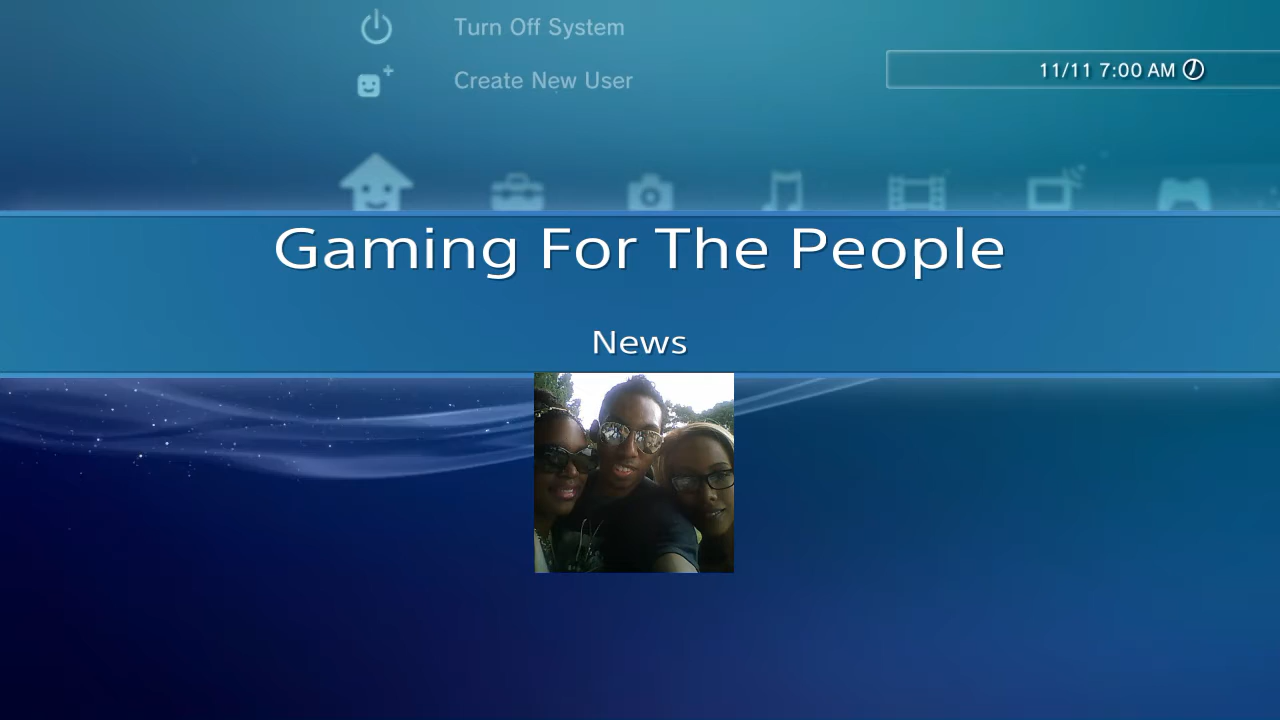 Turn Off System
Create New User
11/11 7:00 AM
Gaming For The People
News